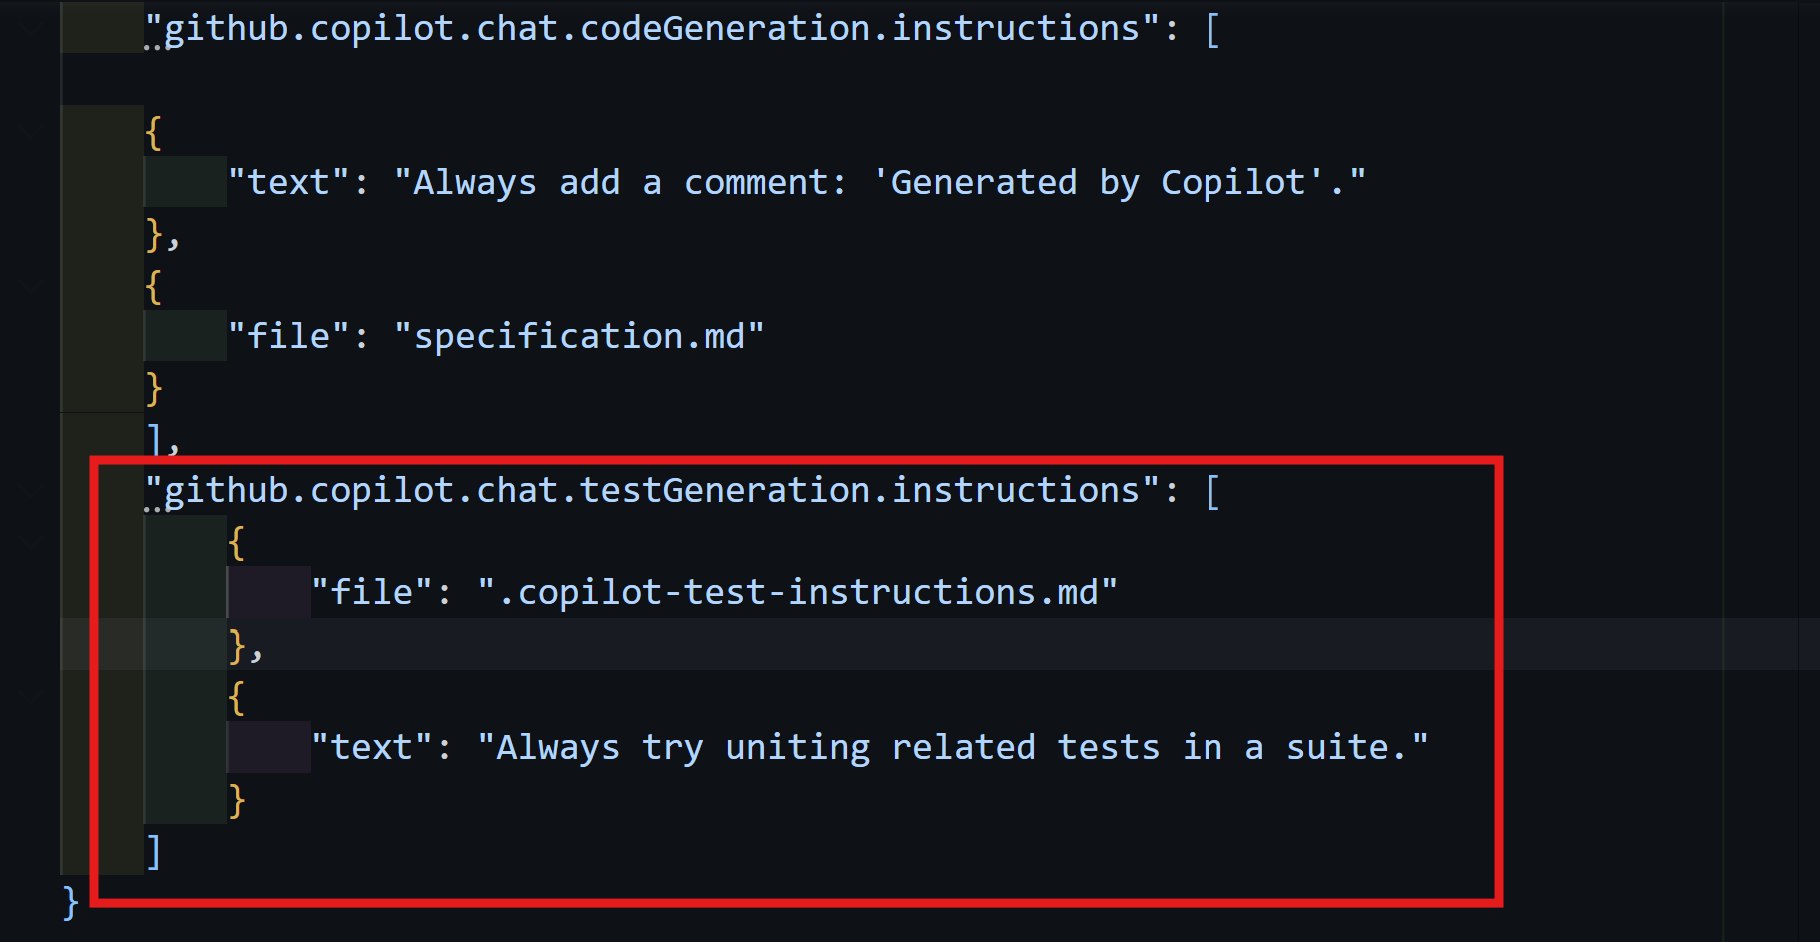 "github.copilot.chat.codeGeneration.instructions": [
{
"text": "Always add a comment: 'Generated by Copilot'."
},
{
"file": "specification.md"
}
],
"github.copilot.chat.testGeneration.instructions": [
{
"file": ".copilot-test-instructions.md"
},
{
"text": "Always try uniting related tests in a suite."
}
]
}